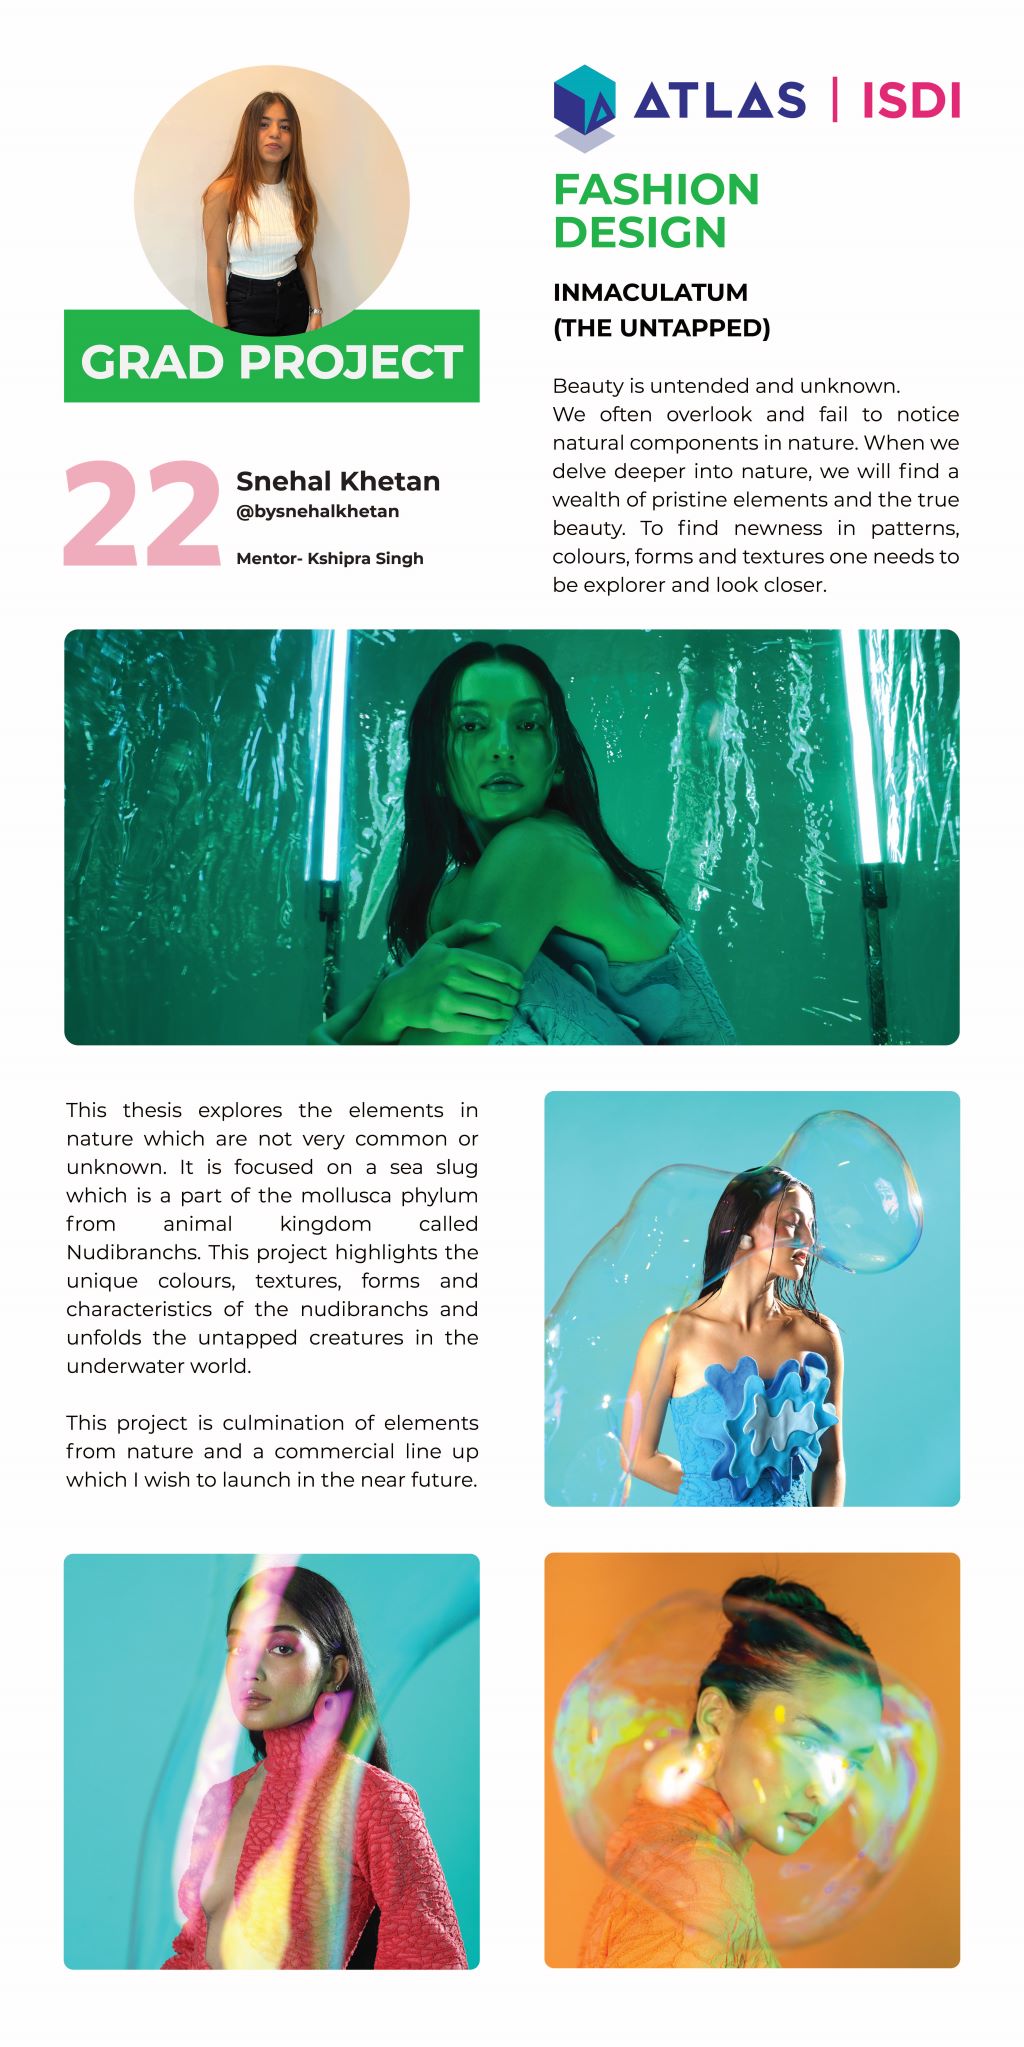 ATLAS | ISDI
FASHION
DESIGN
GRAD PROJECT
22
Snehal Khetan
@bysnehalkhetan
Mentor- Kshipra Singh
INMACULATUM
(THE UNTAPPED)
Beauty is untended and unknown.
We often overlook and fail to notice
natural components in nature. When we
delve deeper into nature, we will find a
wealth of pristine elements and the true
beauty. To find newness in patterns,
colours, forms and textures one needs to
be explorer and look closer.
This thesis explores the elements in
nature which are not very common or
unknown. It is focused on a sea slug
which is a part of the mollusca phylum
from animal kingdom called
Nudibranchs. This project highlights the
unique colours, textures, forms and
characteristics of the nudibranchs and
unfolds the untapped creatures in the
underwater world.
This project is culmination of elements
from nature and a commercial line up
which I wish to launch in the near future.